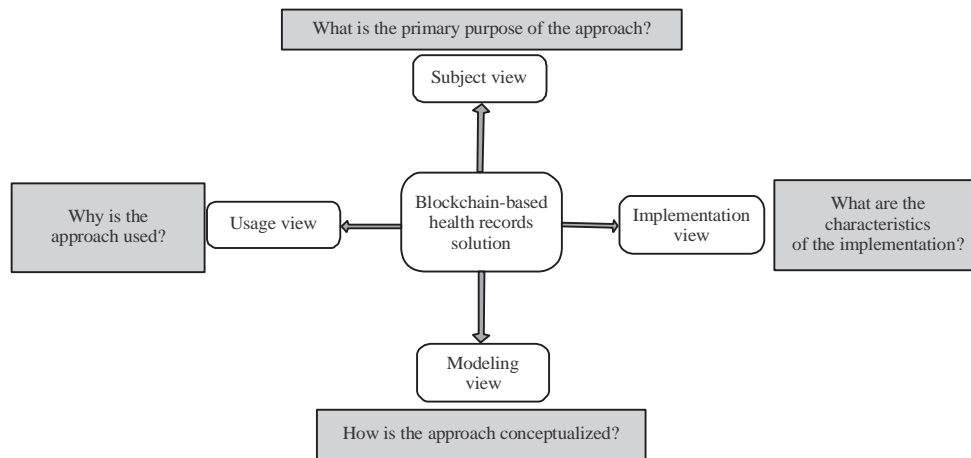 What is the primary purpose of the approach?
Subject view
Why is the
approach used?
Usage view
Blockchain-based
health records
solution
Implementation
view
What are the
characteristics
of the implementation?
Modeling
view
How is the approach conceptualized?